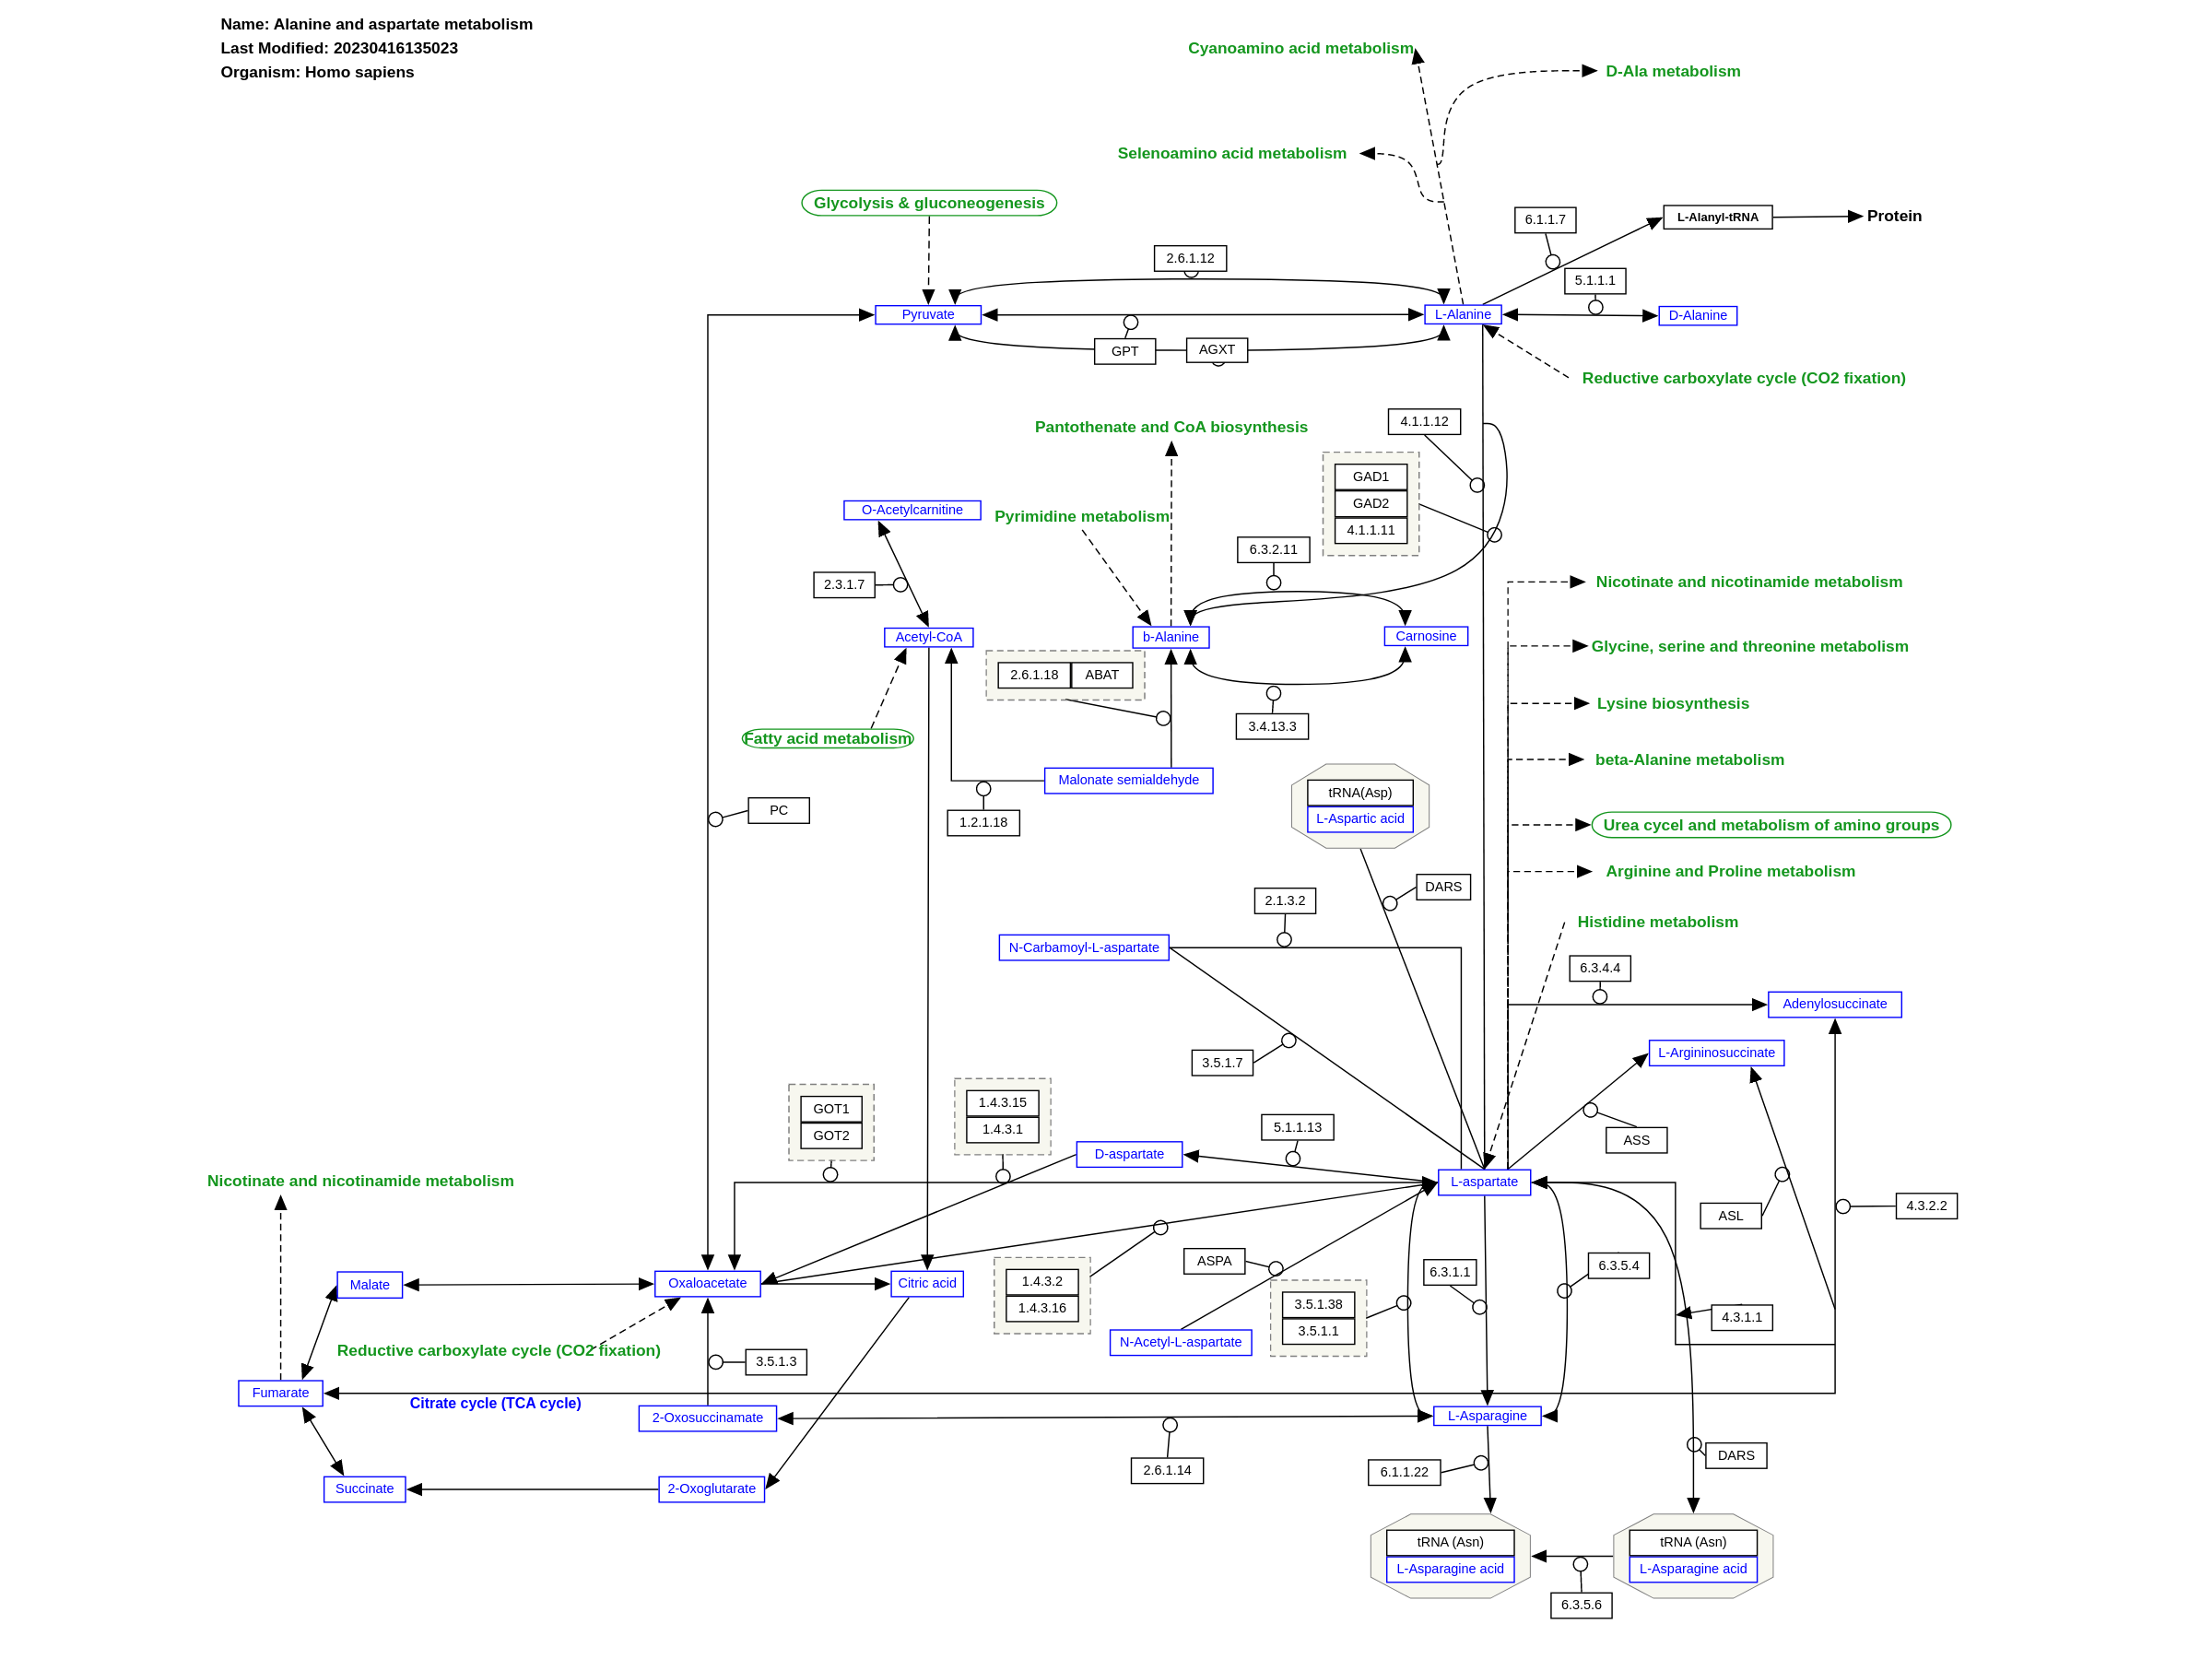 Name: Alanine and aspartate metabolism
Last Modified: 20230416135023
Organism: Homo sapiens
Cyanoamino acid metabolism
D-Ala metabolism
Selenoamino acid metabolism
Glycolysis & gluconeogenesis
6.1.1.7
L-Alanyl-tRNA
Protein
2.6.1.12
5.1.1.1
Pyruvate
L-Alanine
D-Alanine
GPT
AGXT
Reductive carboxylate cycle (CO2 fixation)
4.1.1.12
Pantothenate and CoA biosynthesis
GAD1
GAD2
4.1.1.11
O-Acetylcarnitine
Pyrimidine metabolism
6.3.2.11
2.3.1.7
Nicotinate and nicotinamide metabolism
Acetyl-CoA
b-Alanine
Carnosine
Glycine, serine and threonine metabolism
2.6.1.18
ABAT
Lysine biosynthesis
3.4.13.3
Fatty acid metabolism
beta-Alanine metabolism
Malonate semialdehyde
tRNA(Asp)
L-Aspartic acid
PC
1.2.1.18
Urea cycel and metabolism of amino groups
Arginine and Proline metabolism
DARS
2.1.3.2
Histidine metabolism
N-Carbamoyl-L-aspartate
6.3.4.4
Adenylosuccinate
3.5.1.7
L-Argininosuccinate
GOT1
GOT2
1.4.3.15
1.4.3.1
5.1.1.13
ASS
D-aspartate
Nicotinate and nicotinamide metabolism
L-aspartate
ASL
4.3.2.2
ASPA
6.3.1.1
6.3.5.4
Malate
Oxaloacetate
Citric acid
1.4.3.2
1.4.3.16
3.5.1.38
3.5.1.1
4.3.1.1
N-Acetyl-L-aspartate
Reductive carboxylate cycle (CO2 fixation)
3.5.1.3
Fumarate
Citrate cycle (TCA cycle)
2-Oxosuccinamate
L-Asparagine
2.6.1.14
6.1.1.22
DARS
Succinate
2-Oxoglutarate
tRNA (Asn)
L-Asparagine acid
tRNA (Asn)
L-Asparagine acid
6.3.5.6